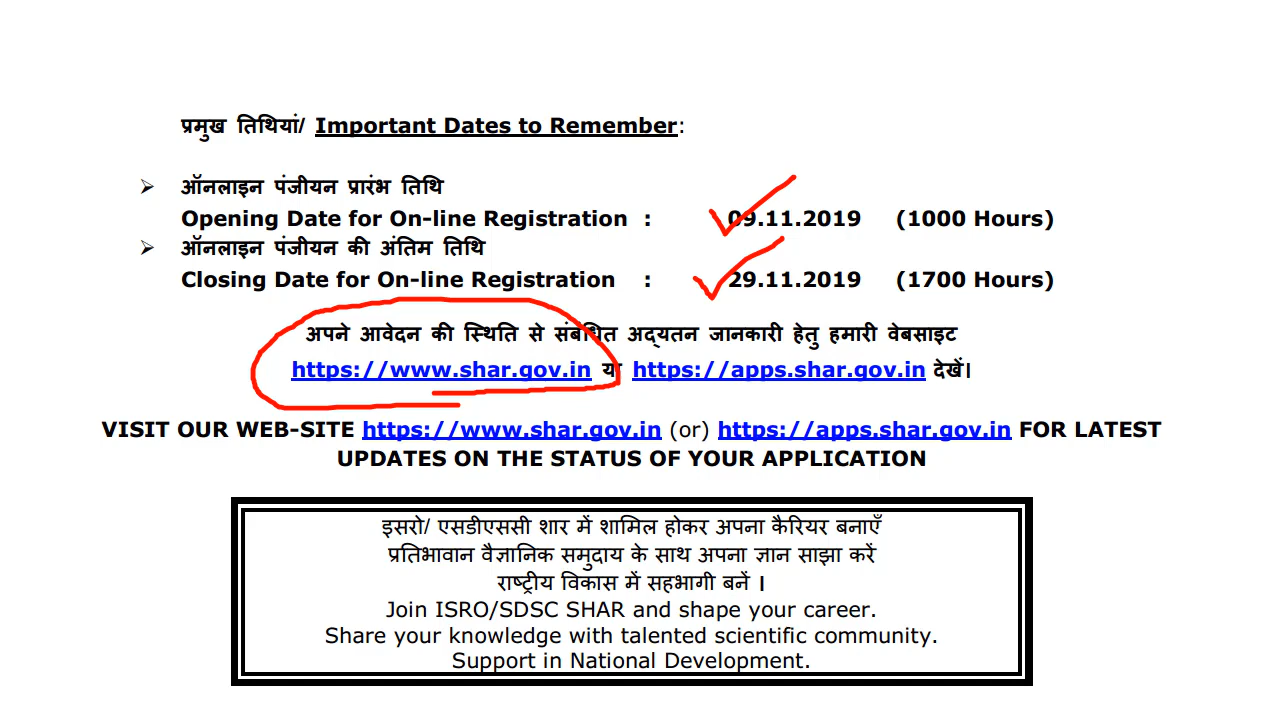 प्रमुख तिथियां/ Important Dates to Remember:
ऑनलाइन पंजीयन प्रारंभ तिथि
Opening Date for On-line Registration : 09.11.2019 (1000 Hours)
ऑनलाइन पंजीयन की अंतिम तिथि
Closing Date for On-line Registration : 29.11.2019 (1700 Hours)
अपने आवेदन की स्थिति से संबंधित अद्यतन जानकारी हेतु हमारी वेबसाइट
https://www.shar.gov.in या https://apps.shar.gov.in देखें।
VISIT OUR WEB-SITE https://www.shar.gov.in (or) https://apps.shar.gov.in FOR LATEST
UPDATES ON THE STATUS OF YOUR APPLICATION
इसरो/ एसडीएससी शार में शामिल होकर अपना कैरियर बनाएँ
प्रतिभावान वैज्ञानिक समुदाय के साथ अपना ज्ञान साझा करें
राष्ट्रीय विकास में सहभागी बनें ।
Join ISRO/SDSC SHAR and shape your career.
Share your knowledge with talented scientific community.
Support in National Development.